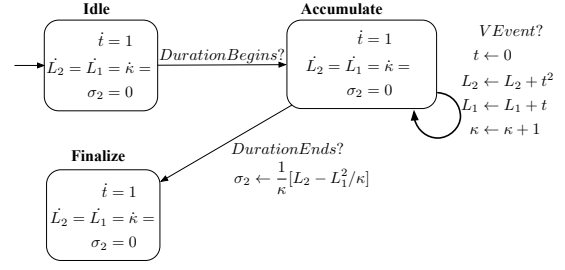 Idle
ṫ = 1
L̇₂ = L̇₁ = κ̇ =
σ₂ = 0
DurationBegins?
Accumulate
ṫ = 1
L̇₂ = L̇₁ = κ̇ =
σ₂ = 0
VEvent?
t ← 0
L₂ ← L₂ + t²
L₁ ← L₁ + t
κ ← κ + 1
DurationEnds?
σ₂ ← 1/κ [L₂ − L₁²/κ]
Finalize
ṫ = 1
L̇₂ = L̇₁ = κ̇ =
σ₂ = 0